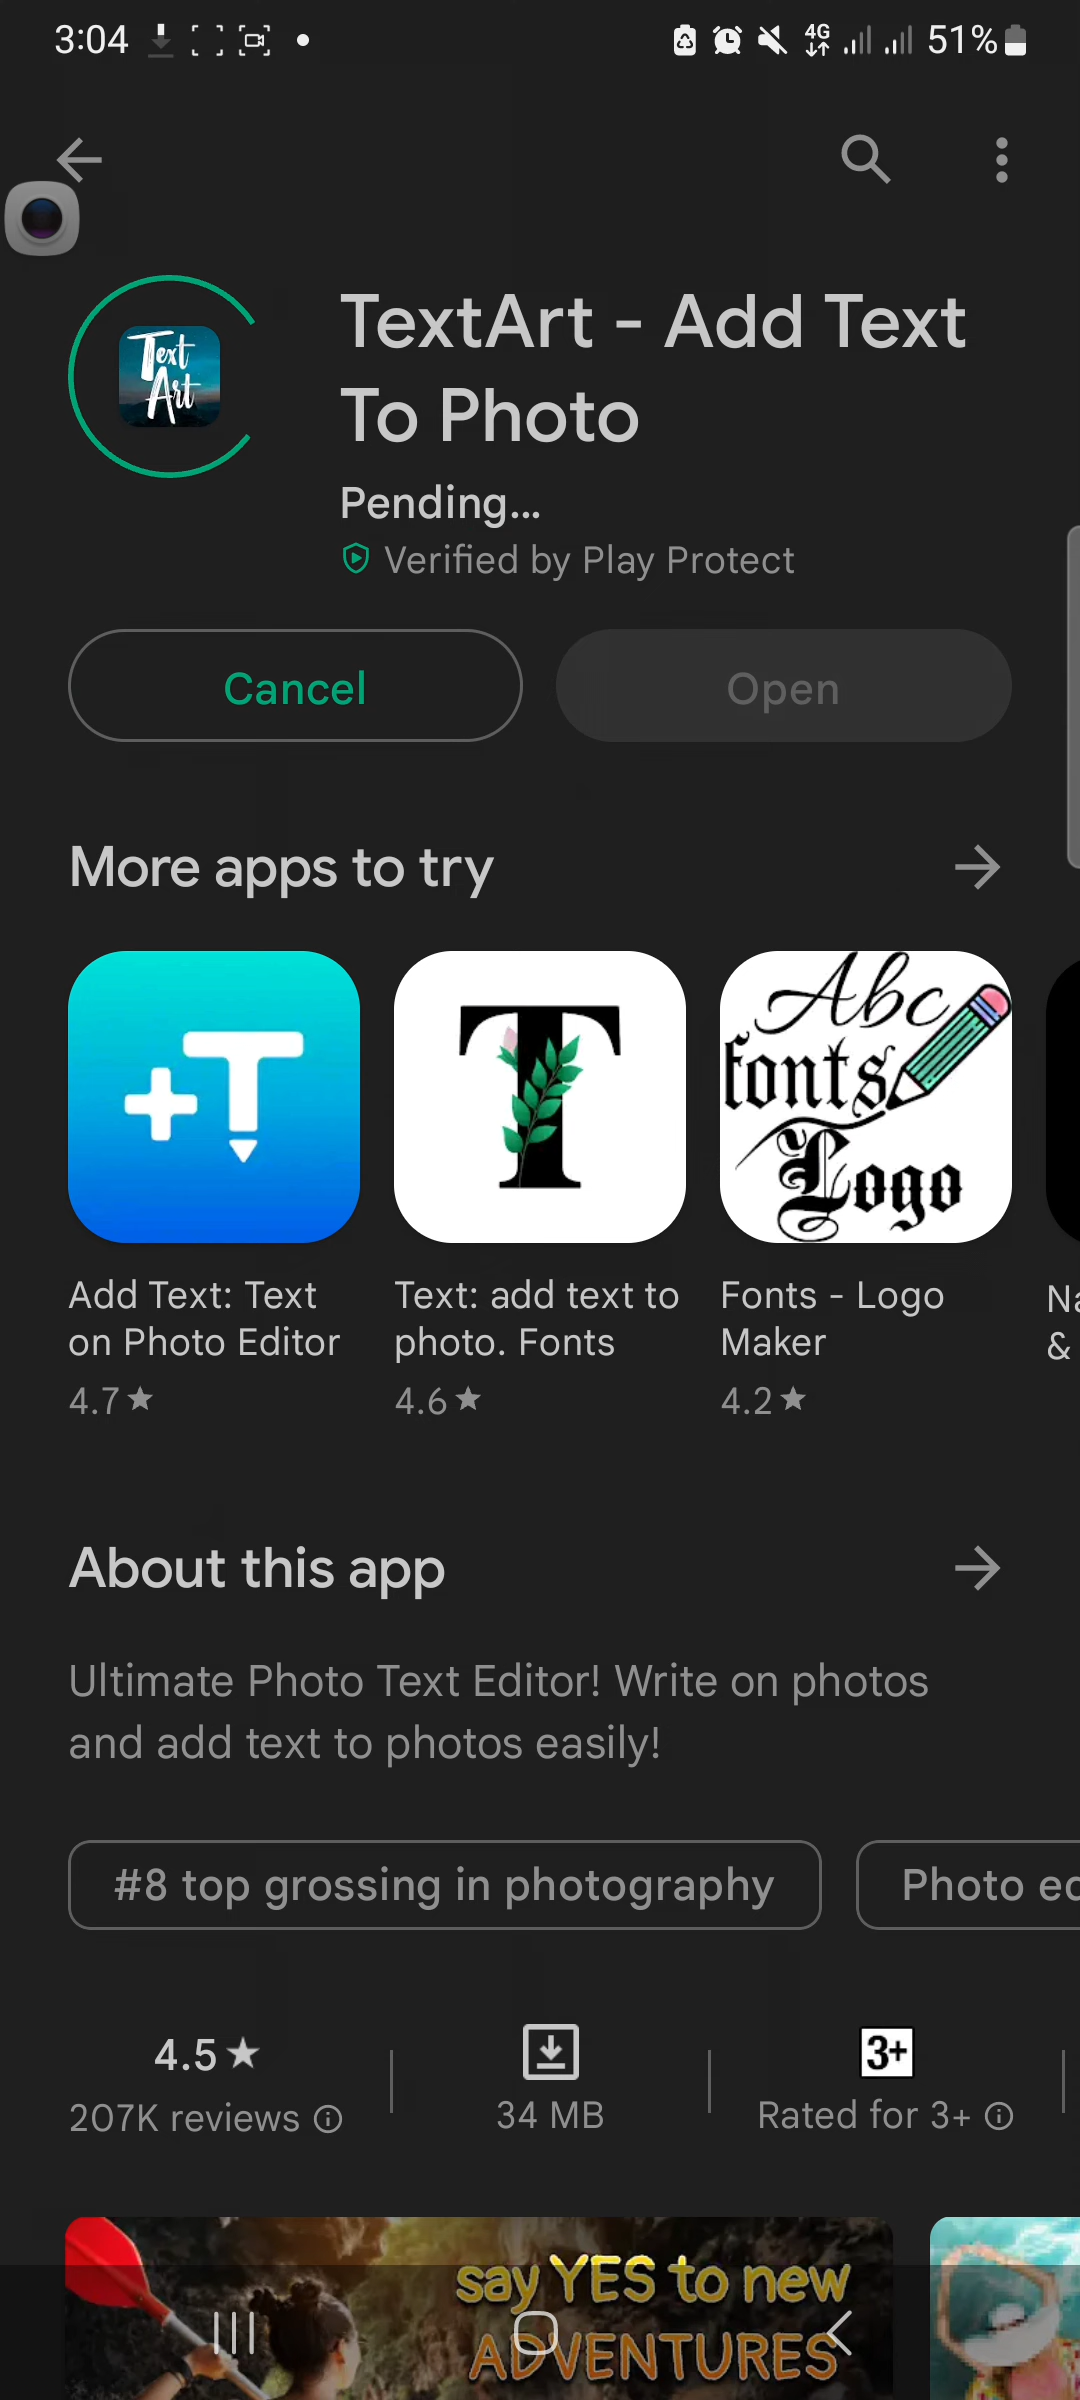 3:04
4G
51%
Text
Art
TextArt - Add Text
To Photo
Pending...
Verified by Play Protect
Cancel
Open
More apps to try
+T
T
Abc
fonts
Logo
Add Text: Text
on Photo Editor
4.7★
Text: add text to
photo. Fonts
4.6★
Fonts - Logo
Maker
4.2★
Na
&
About this app
Ultimate Photo Text Editor! Write on photos
and add text to photos easily!
#8 top grossing in photography
Photo ed
4.5★
207K reviews
34 MB
3+
Rated for 3+
say YES to new
ADVENTURES